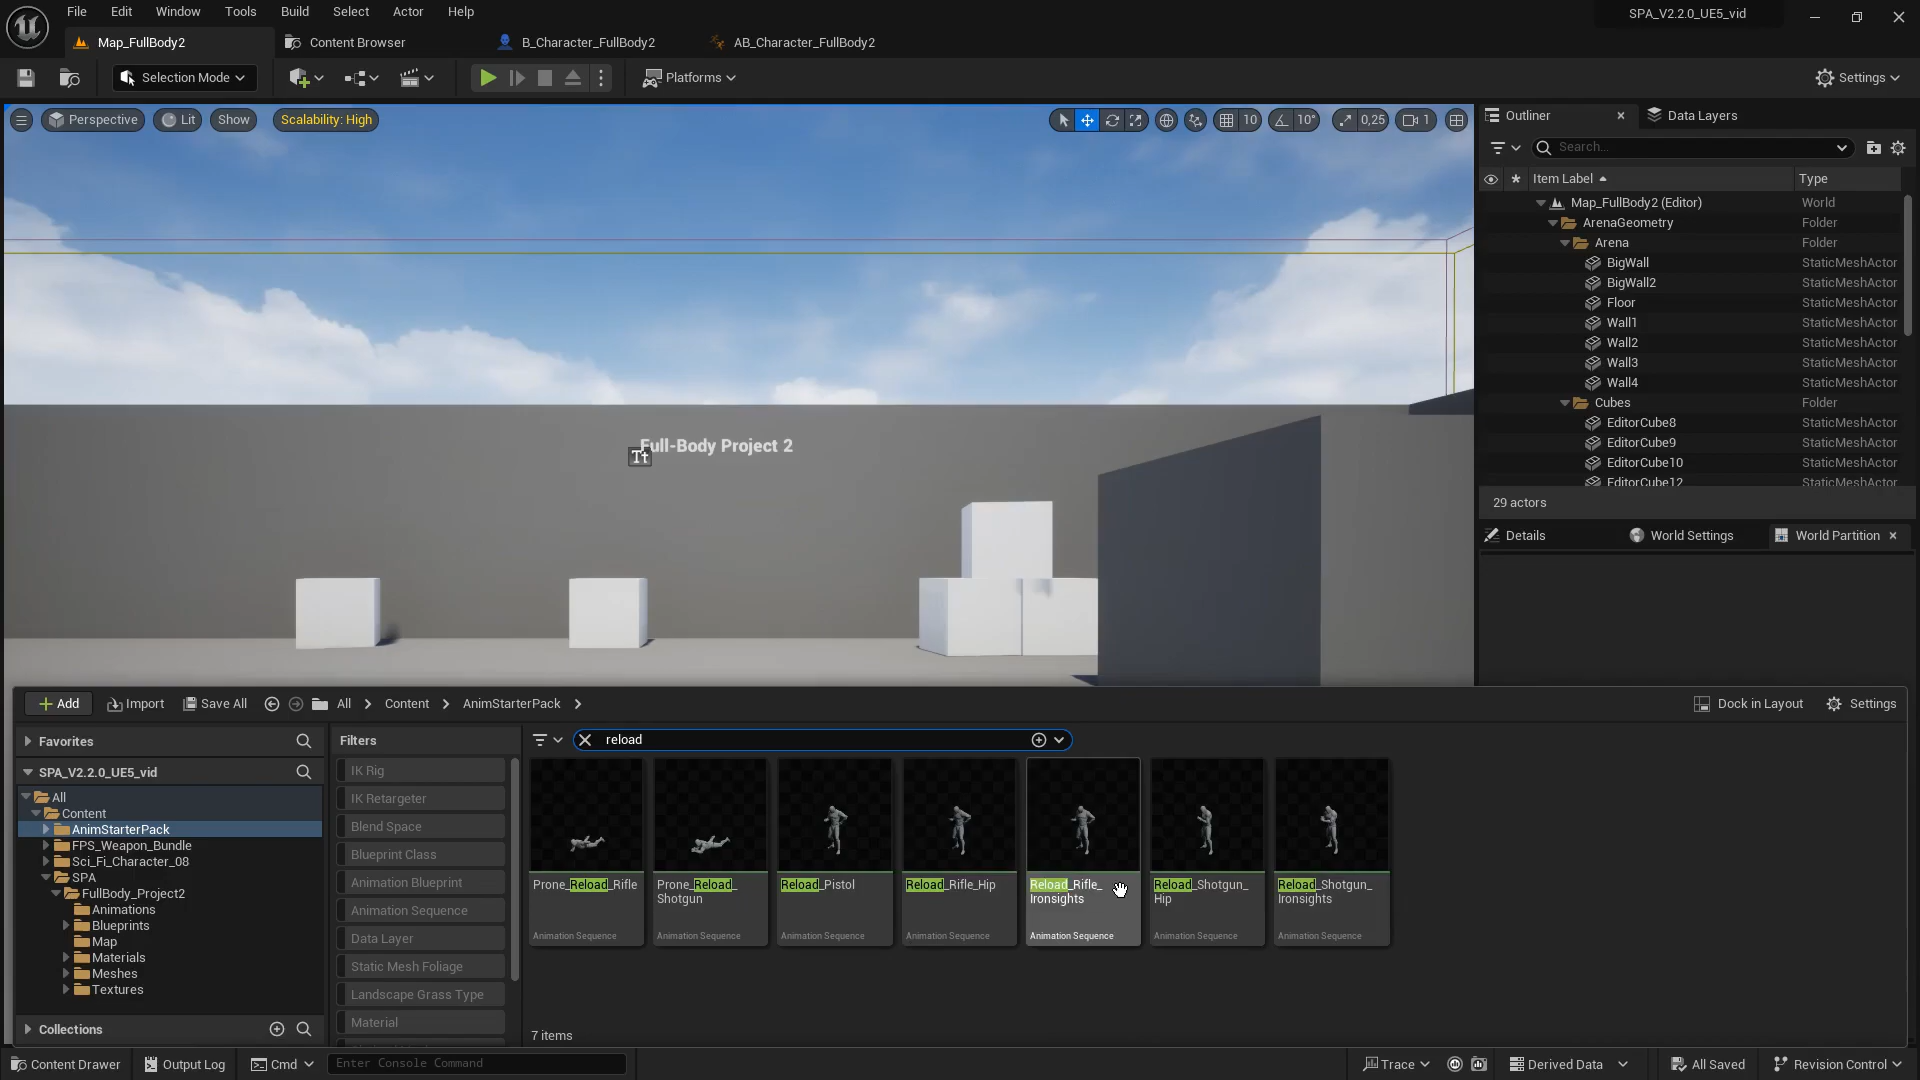 File Edit Window Tools Build Select Actor Help
SPA_V2.2.0_UE5_vid
Map_FullBody2 Content Browser B_Character_FullBody2 AB_Character_FullBody2
Selection Mode Platforms Settings
Perspective Lit Show Scalability: High 10 10° 0,25 1
Outliner Data Layers
Search...
Item Label Type
Map_FullBody2 (Editor) World
ArenaGeometry Folder
Arena Folder
BigWall StaticMeshActor
BigWall2 StaticMeshActor
Floor StaticMeshActor
Wall1 StaticMeshActor
Wall2 StaticMeshActor
Wall3 StaticMeshActor
Wall4 StaticMeshActor
Cubes Folder
EditorCube8 StaticMeshActor
EditorCube9 StaticMeshActor
EditorCube10 StaticMeshActor
EditorCube12 StaticMeshActor
29 actors
Details World Settings World Partition
Full-Body Project 2
Tt
Add Import Save All All Content AnimStarterPack Dock in Layout Settings
Favorites
SPA_V2.2.0_UE5_vid
All
Content
AnimStarterPack
FPS_Weapon_Bundle
Sci_Fi_Character_08
SPA
FullBody_Project2
Animations
Blueprints
Map
Materials
Meshes
Textures
Collections
Filters
IK Rig
IK Retargeter
Blend Space
Blueprint Class
Animation Blueprint
Animation Sequence
Data Layer
Static Mesh Foliage
Landscape Grass Type
Material
reload
Prone_Reload_Rifle
Animation Sequence
Prone_Reload_
Shotgun
Animation Sequence
Reload_Pistol
Animation Sequence
Reload_Rifle_Hip
Animation Sequence
Reload_Rifle_
Ironsights
Animation Sequence
Reload_Shotgun_
Hip
Animation Sequence
Reload_Shotgun_
Ironsights
Animation Sequence
7 items
Content Drawer Output Log Cmd Enter Console Command Trace Derived Data All Saved Revision Control